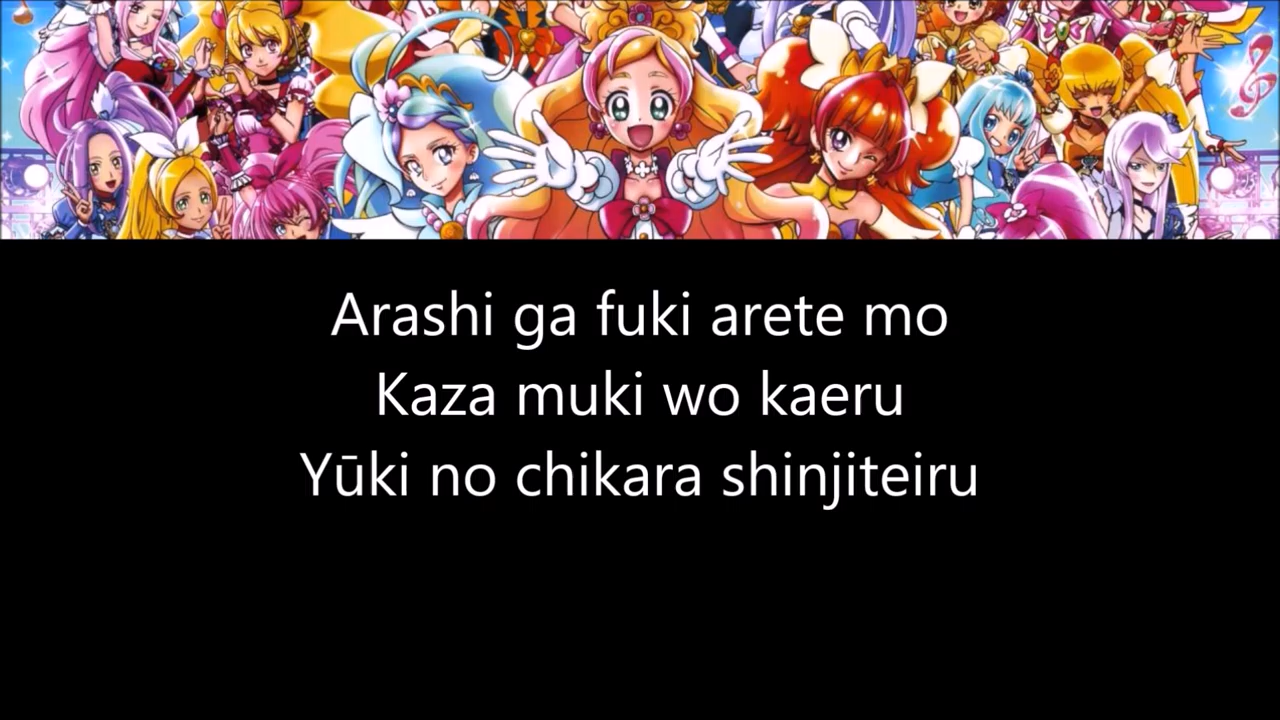 Arashi ga fuki arete mo
Kaza muki wo kaeru
Yūki no chikara shinjiteiru